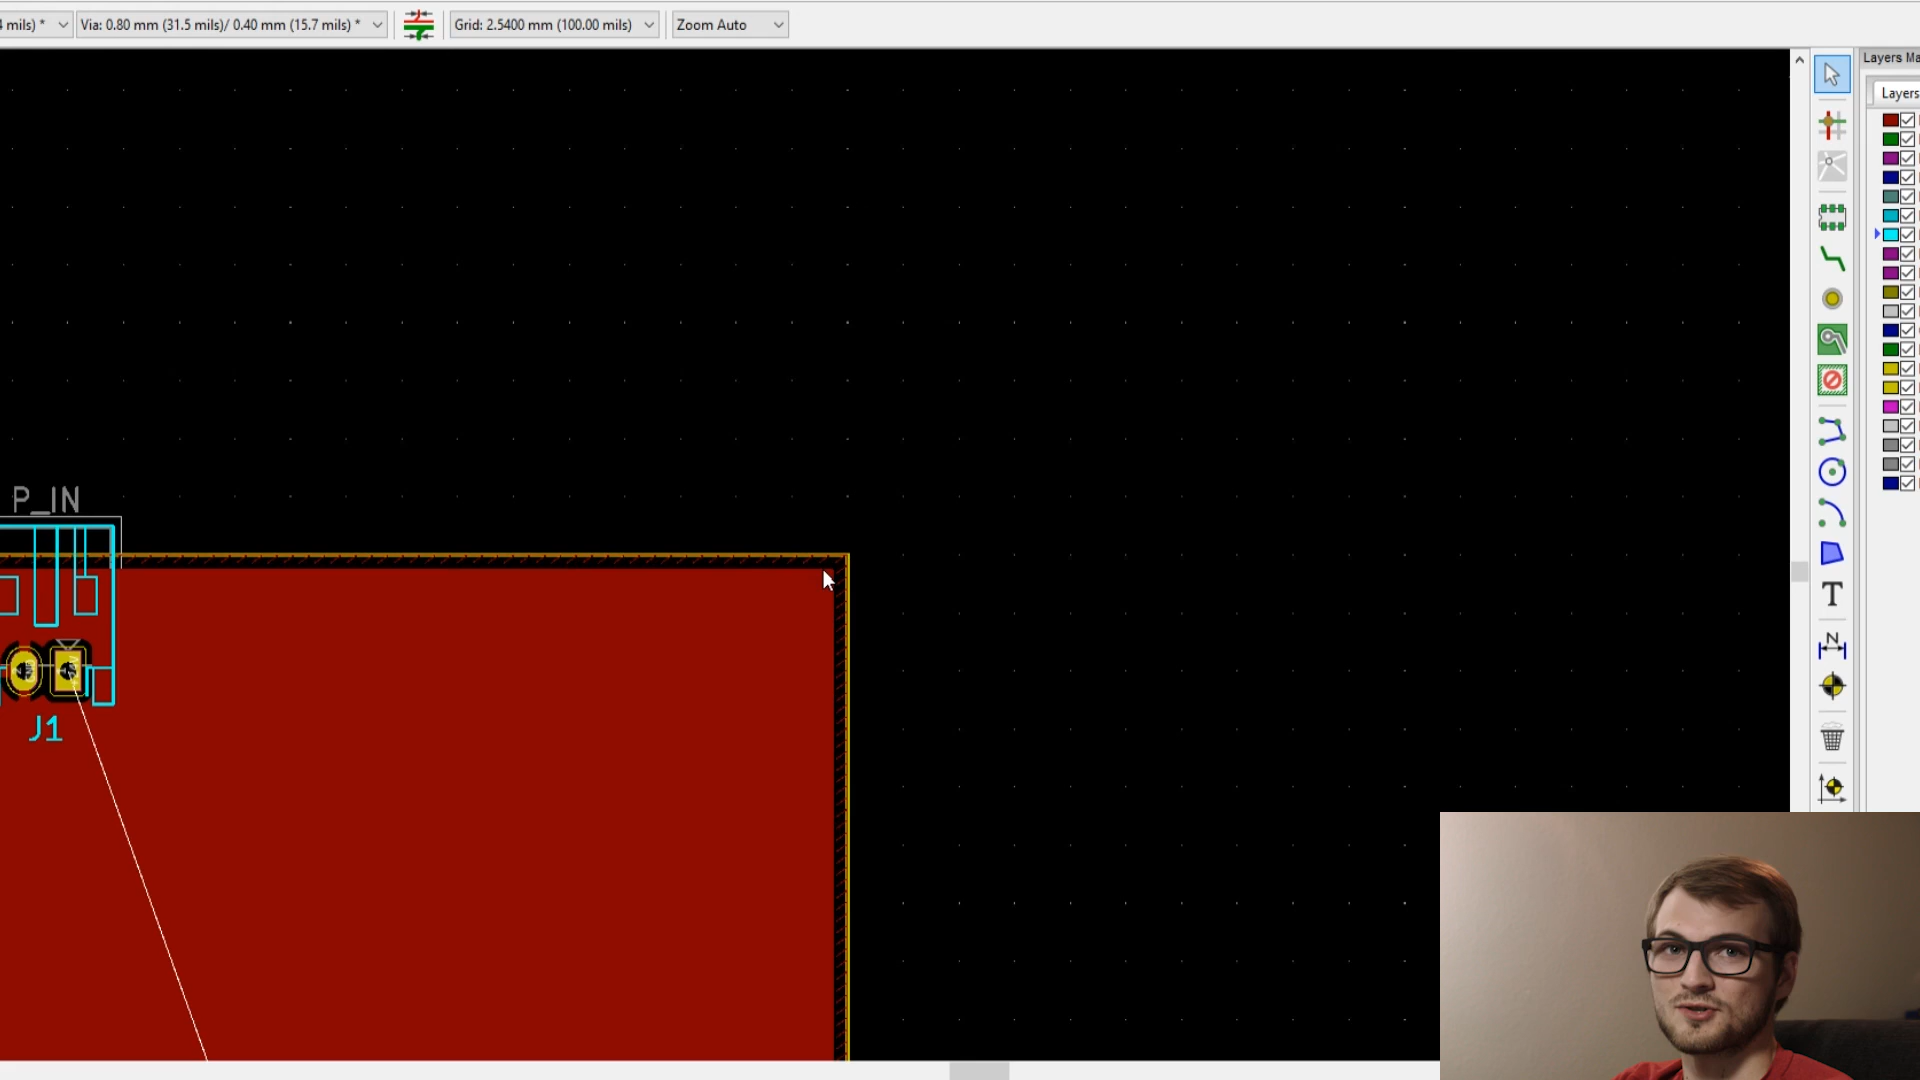 mils) *
Via: 0.80 mm (31.5 mils)/ 0.40 mm (15.7 mils) *
Grid: 2.5400 mm (100.00 mils)
Zoom Auto
Layers Ma
Layers
P_IN
J1
T
N